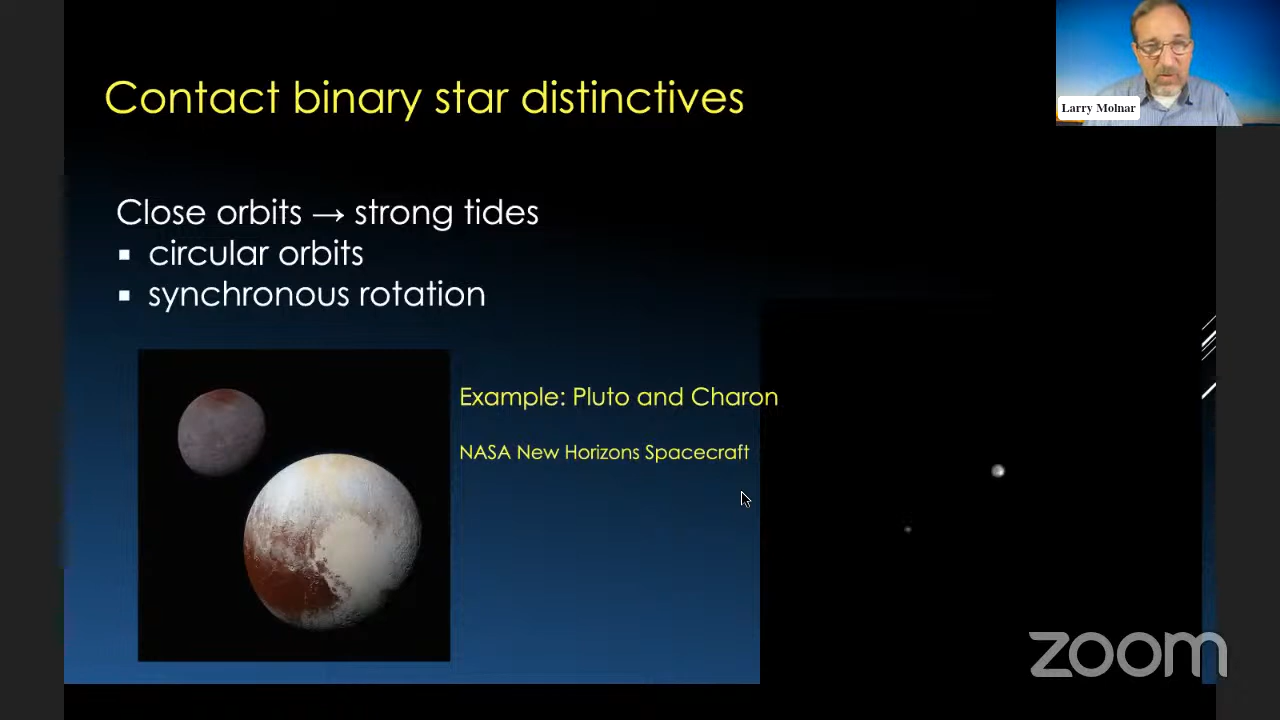 Contact binary star distinctives
Larry Molnar
Close orbits → strong tides
▪ circular orbits
▪ synchronous rotation
Example: Pluto and Charon
NASA New Horizons Spacecraft
zoom